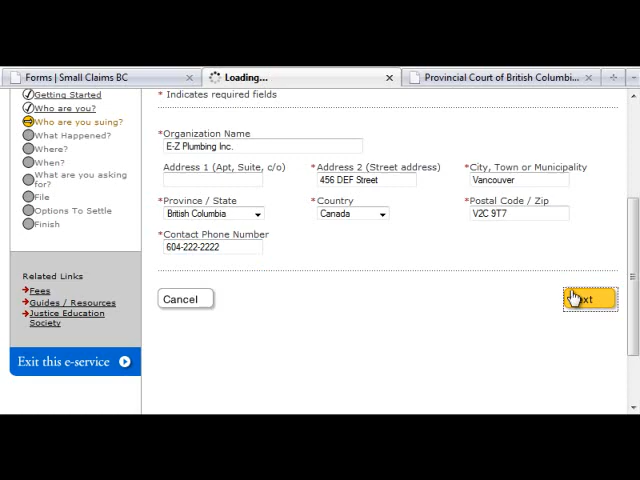 Forms | Small Claims BC
Loading...
Provincial Court of British Columbi...
Getting Started
Who are you?
Who are you suing?
What Happened?
Where?
When?
What are you asking
for?
File
Options To Settle
Finish
Related Links
Fees
Guides / Resources
Justice Education
Society
Exit this e-service
* Indicates required fields
*Organization Name
E-Z Plumbing Inc.
Address 1 (Apt, Suite, c/o) *Address 2 (Street address) *City, Town or Municipality
456 DEF Street Vancouver
*Province / State *Country *Postal Code / Zip
British Columbia Canada V2C 9T7
*Contact Phone Number
604-222-2222
Cancel